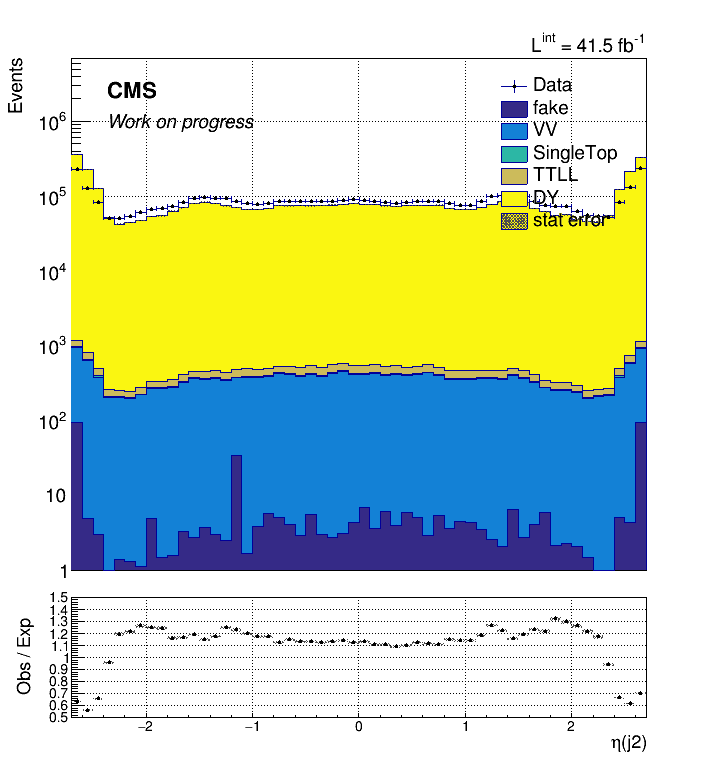 L^int = 41.5 fb^-1
Events
CMS
Work on progress
Data
fake
VV
SingleTop
TTLL
DY
stat error
10^6
10^5
10^4
10^3
10^2
10
1
Obs / Exp
1.5
1.4
1.3
1.2
1.1
1
0.9
0.8
0.7
0.6
0.5
−2
−1
0
1
2
η(j2)